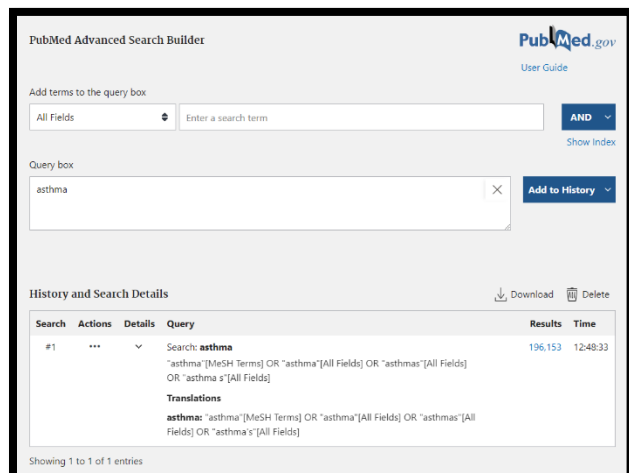 PubMed Advanced Search Builder
PubMed.gov
User Guide
Add terms to the query box
All Fields
Enter a search term
AND
Show Index
Query box
asthma
Add to History
History and Search Details
Download
Delete
Search Actions Details Query Results Time
#1 Search: asthma 196,153 12:48:33
"asthma"[MeSH Terms] OR "asthma"[All Fields] OR "asthmas"[All Fields]
OR "asthma s"[All Fields]
Translations
asthma: "asthma"[MeSH Terms] OR "asthma"[All Fields] OR "asthmas"[All
Fields] OR "asthma's"[All Fields]
Showing 1 to 1 of 1 entries